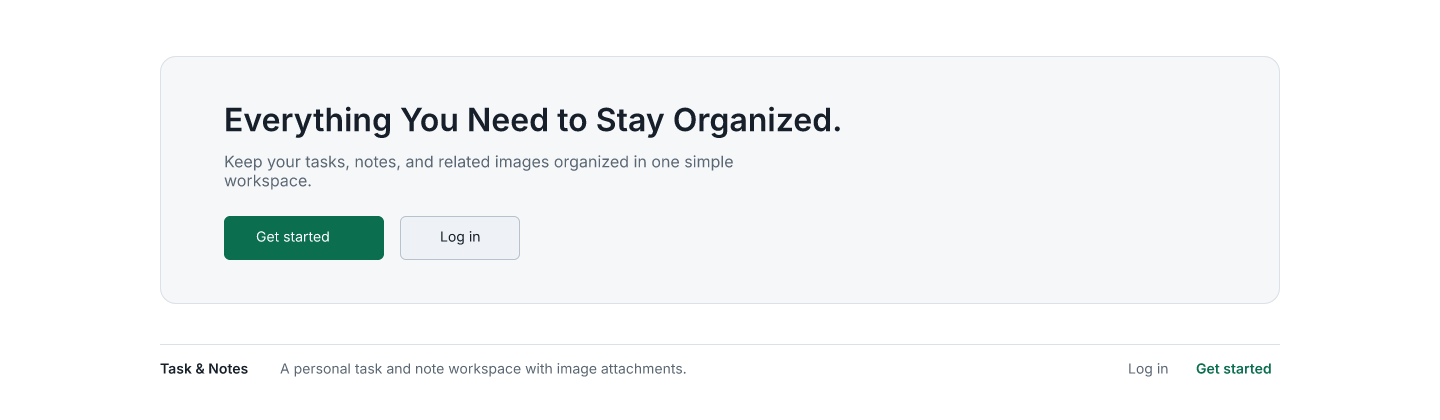 Everything You Need to Stay Organized.
Keep your tasks, notes, and related images organized in one simple
workspace.
Get started
Log in
Task & Notes
A personal task and note workspace with image attachments.
Log in
Get started